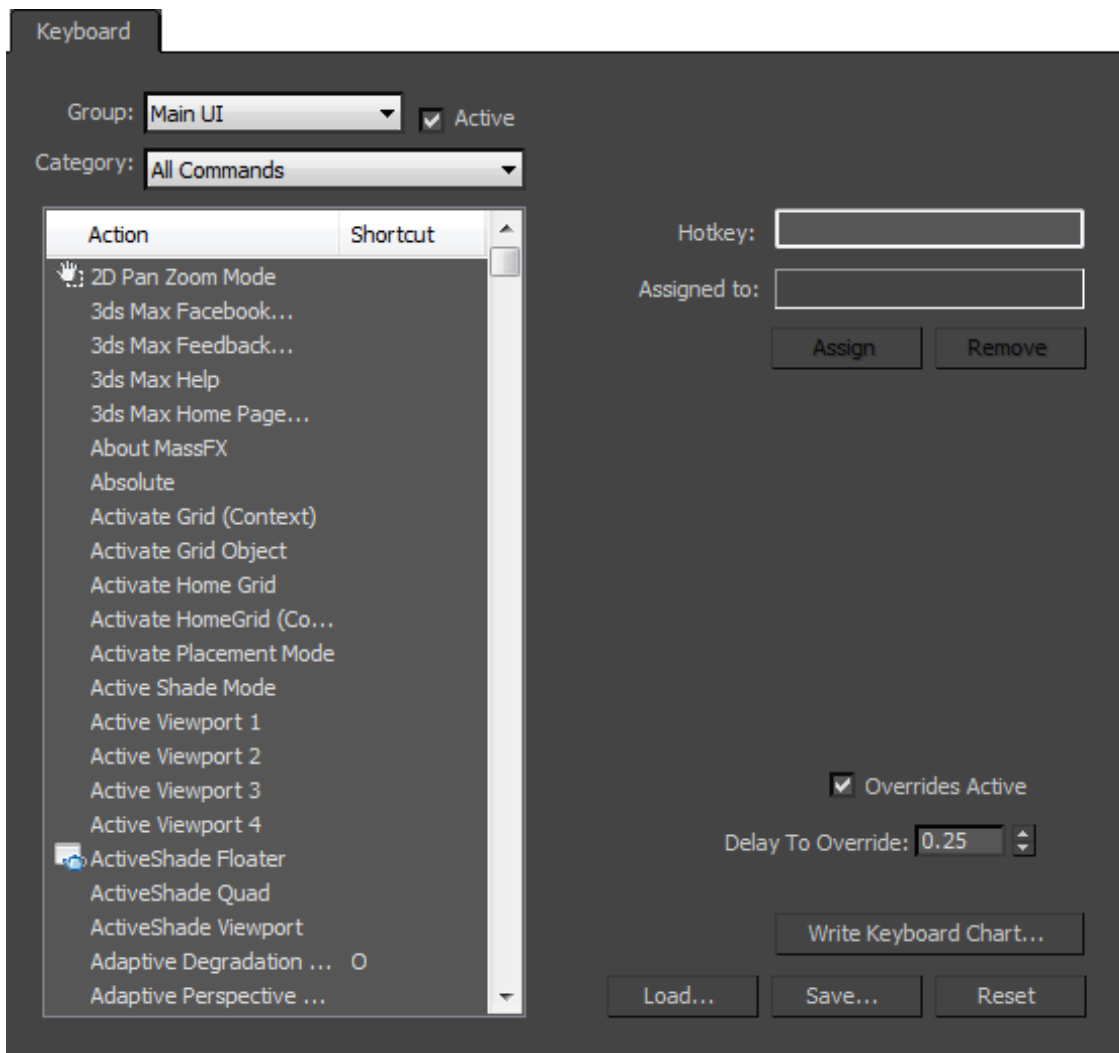 Keyboard
Group: Main UI Active
Category: All Commands
Action Shortcut
2D Pan Zoom Mode
3ds Max Facebook...
3ds Max Feedback...
3ds Max Help
3ds Max Home Page...
About MassFX
Absolute
Activate Grid (Context)
Activate Grid Object
Activate Home Grid
Activate HomeGrid (Co...
Activate Placement Mode
Active Shade Mode
Active Viewport 1
Active Viewport 2
Active Viewport 3
Active Viewport 4
ActiveShade Floater
ActiveShade Quad
ActiveShade Viewport
Adaptive Degradation ... O
Adaptive Perspective ...
Hotkey:
Assigned to:
Assign Remove
Overrides Active
Delay To Override: 0.25
Write Keyboard Chart...
Load... Save... Reset